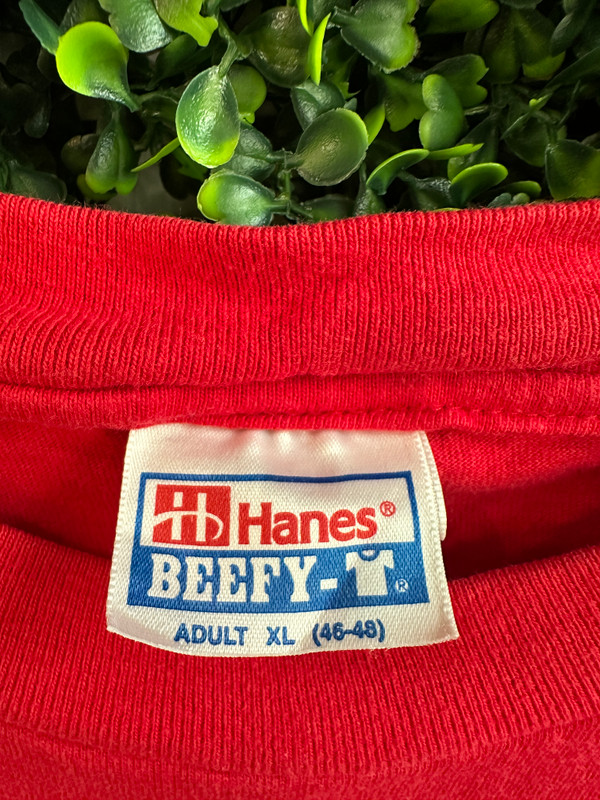 Hanes®
BEEFY-T®
ADULT XL (46-48)